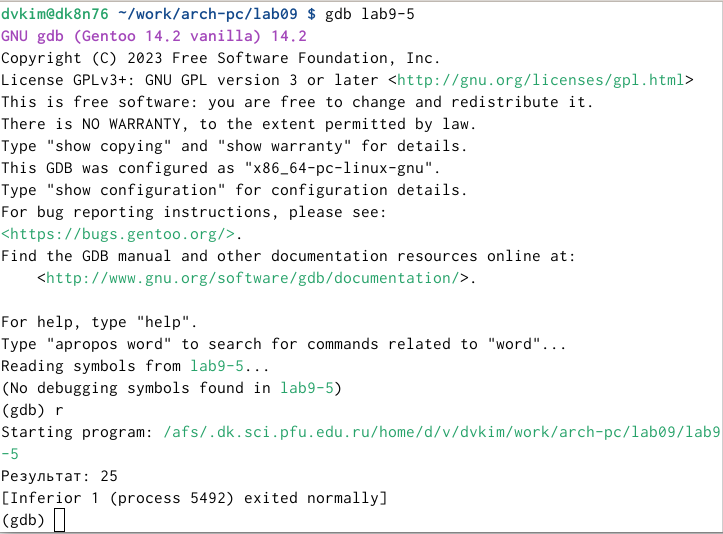 dvkim@dk8n76 ~/work/arch-pc/lab09 $ gdb lab9-5
GNU gdb (Gentoo 14.2 vanilla) 14.2
Copyright (C) 2023 Free Software Foundation, Inc.
License GPLv3+: GNU GPL version 3 or later <http://gnu.org/licenses/gpl.html>
This is free software: you are free to change and redistribute it.
There is NO WARRANTY, to the extent permitted by law.
Type "show copying" and "show warranty" for details.
This GDB was configured as "x86_64-pc-linux-gnu".
Type "show configuration" for configuration details.
For bug reporting instructions, please see:
<https://bugs.gentoo.org/>.
Find the GDB manual and other documentation resources online at:
    <http://www.gnu.org/software/gdb/documentation/>.

For help, type "help".
Type "apropos word" to search for commands related to "word"...
Reading symbols from lab9-5...
(No debugging symbols found in lab9-5)
(gdb) r
Starting program: /afs/.dk.sci.pfu.edu.ru/home/d/v/dvkim/work/arch-pc/lab09/lab9
-5
Результат: 25
[Inferior 1 (process 5492) exited normally]
(gdb)